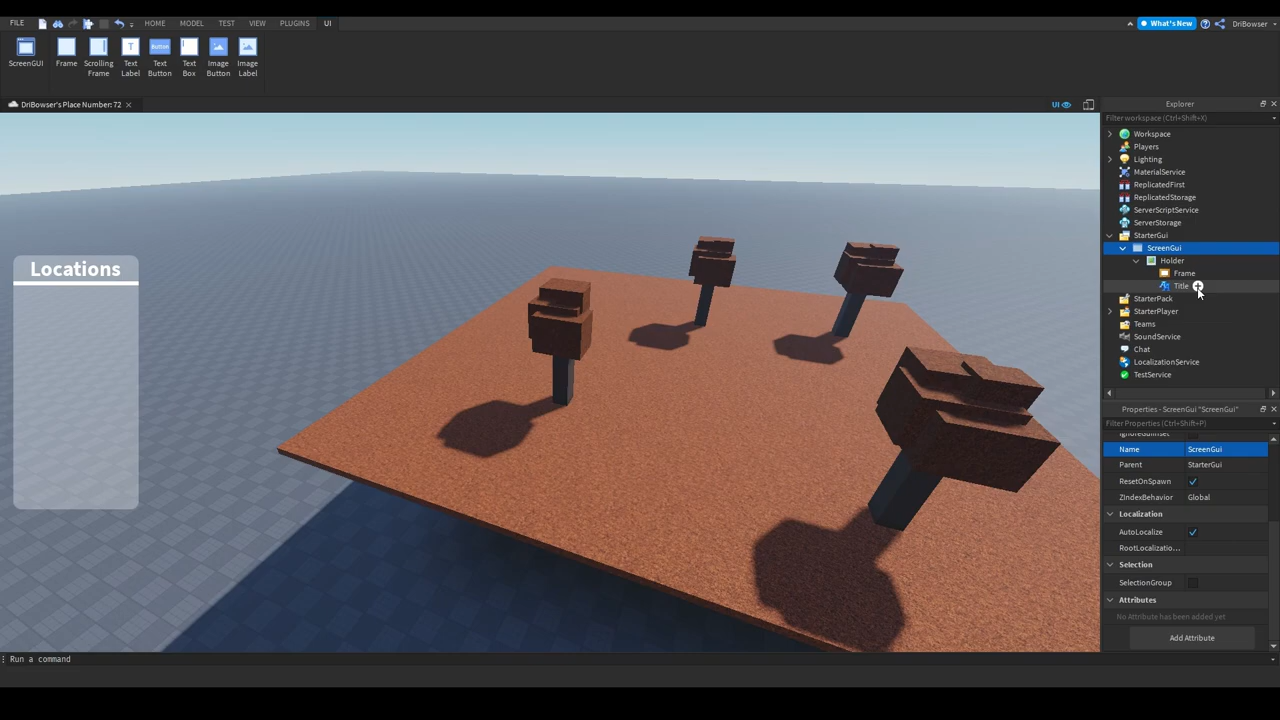 FILE HOME MODEL TEST VIEW PLUGINS UI What's New DriBowser
ScreenGUI Frame Scrolling Frame Text Label Text Button Text Box Image Button Image Label
DriBowser's Place Number: 72 UI
Locations
Explorer
Filter workspace (Ctrl+Shift+X)
Workspace
Players
Lighting
MaterialService
ReplicatedFirst
ReplicatedStorage
ServerScriptService
ServerStorage
StarterGui
ScreenGui
Holder
Frame
Title
StarterPack
StarterPlayer
Teams
SoundService
Chat
LocalizationService
TestService
Properties - ScreenGui "ScreenGui"
Filter Properties (Ctrl+Shift+P)
Name ScreenGui
Parent StarterGui
ResetOnSpawn
ZIndexBehavior Global
Localization
AutoLocalize
RootLocalizatio...
Selection
SelectionGroup
Attributes
No Attribute has been added yet
Add Attribute
Run a command